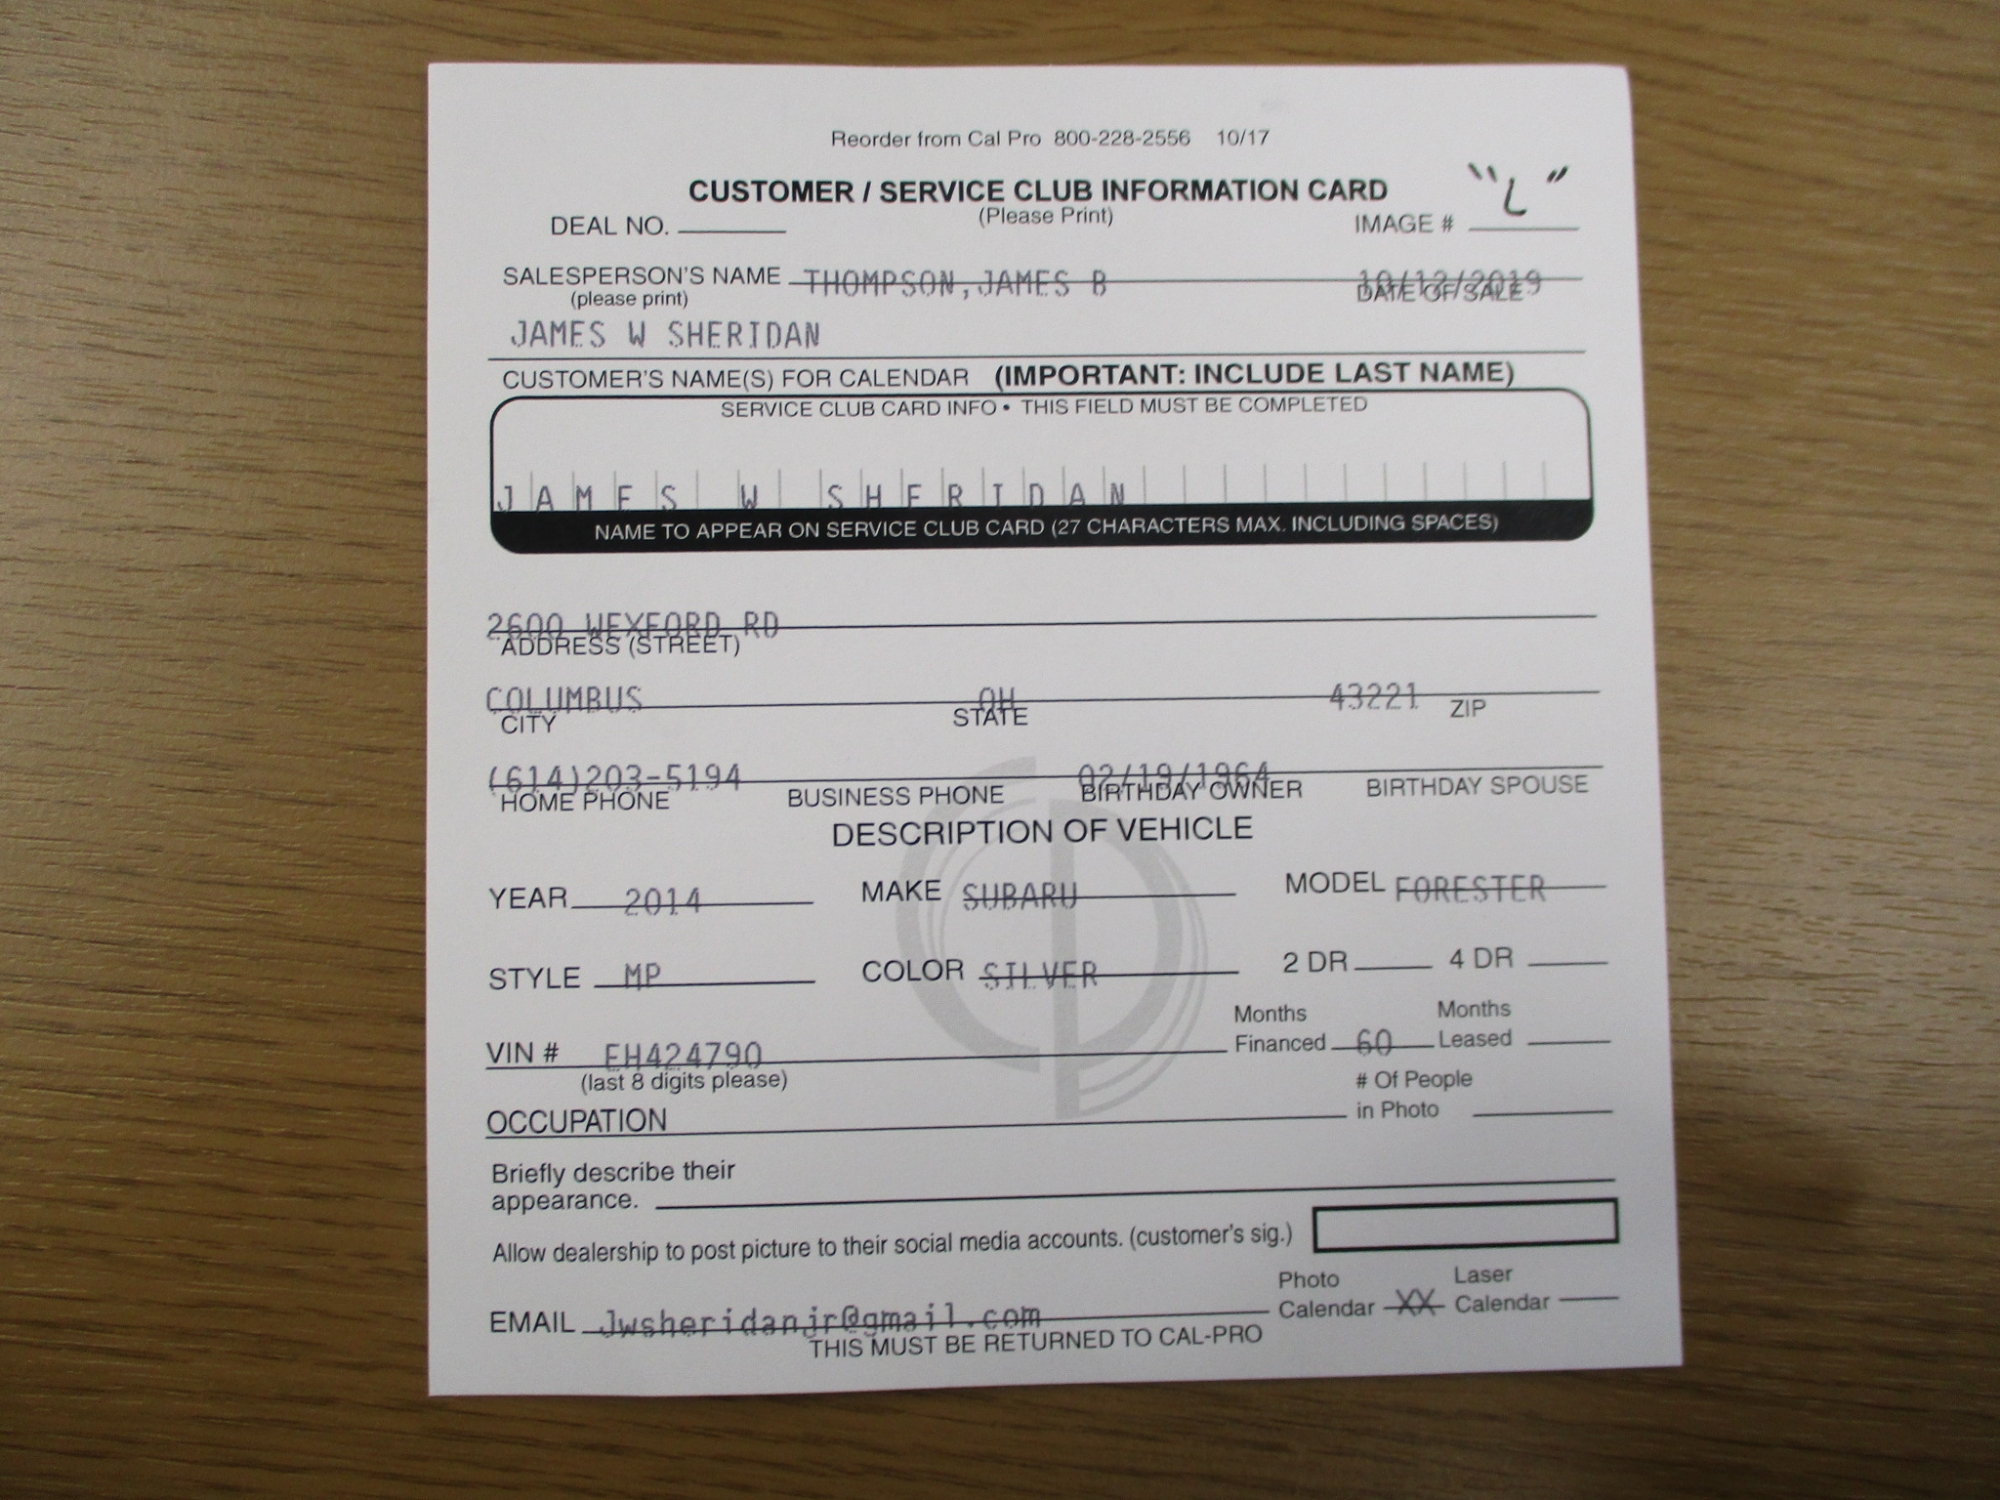 Reorder from Cal Pro 800-228-2556 10/17
CUSTOMER / SERVICE CLUB INFORMATION CARD
(Please Print)
DEAL NO. IMAGE # "L"
SALESPERSON'S NAME THOMPSON,JAMES B 10/12/2019
(please print) DATE OF SALE
JAMES W SHERIDAN
CUSTOMER'S NAME(S) FOR CALENDAR (IMPORTANT: INCLUDE LAST NAME)
SERVICE CLUB CARD INFO • THIS FIELD MUST BE COMPLETED
JAMES W SHERIDAN
NAME TO APPEAR ON SERVICE CLUB CARD (27 CHARACTERS MAX. INCLUDING SPACES)
2600 WEXFORD RD
ADDRESS (STREET)
COLUMBUS OH 43221
CITY STATE ZIP
(614)203-5194 02/19/1964
HOME PHONE BUSINESS PHONE BIRTHDAY OWNER BIRTHDAY SPOUSE
DESCRIPTION OF VEHICLE
YEAR 2014 MAKE SUBARU MODEL FORESTER
STYLE MP COLOR SILVER 2 DR 4 DR
VIN # EH424790 Months Financed 60 Months Leased
(last 8 digits please)
OCCUPATION # Of People in Photo
Briefly describe their
appearance.
Allow dealership to post picture to their social media accounts. (customer's sig.)
EMAIL Jwsheridanjr@gmail.com Photo Calendar XX Laser Calendar
THIS MUST BE RETURNED TO CAL-PRO